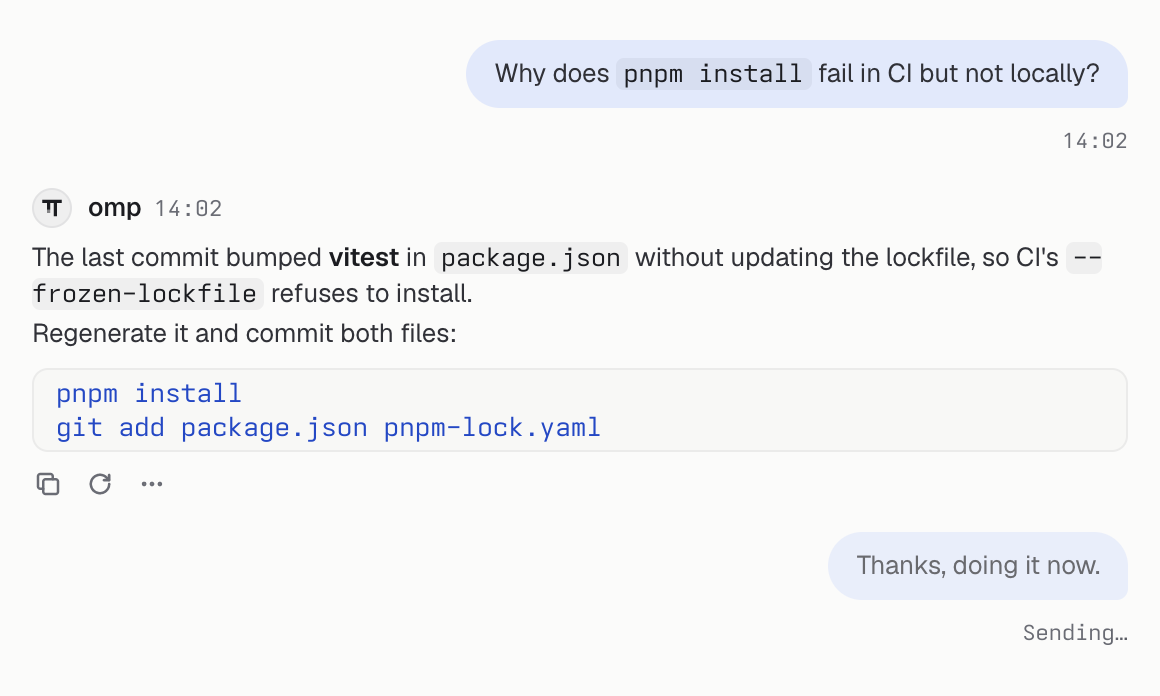 Why does pnpm install fail in CI but not locally?
14:02
omp 14:02
The last commit bumped vitest in package.json without updating the lockfile, so CI's --
frozen-lockfile refuses to install.
Regenerate it and commit both files:
pnpm install
git add package.json pnpm-lock.yaml
Thanks, doing it now.
Sending…